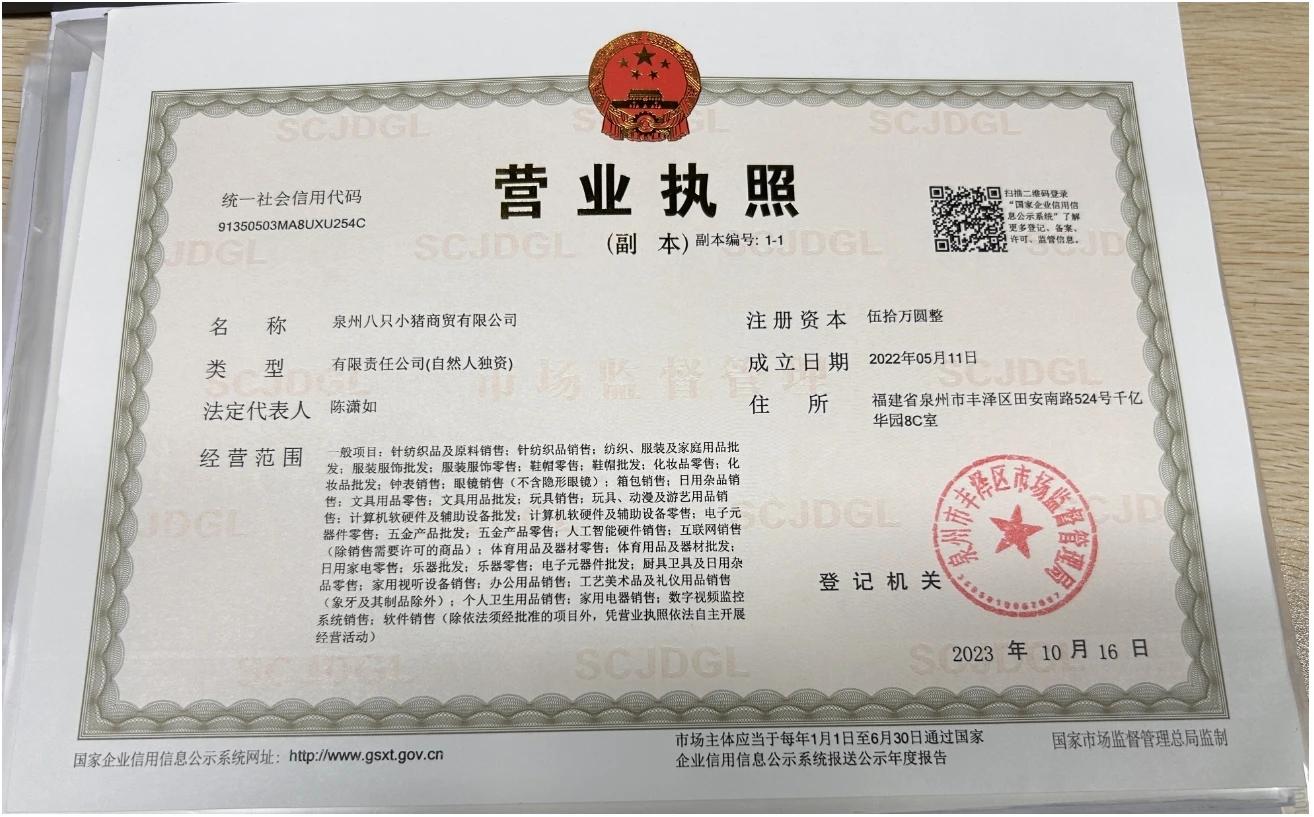 营业执照
(副 本) 副本编号: 1-1
统一社会信用代码
91350503MA8UXU254C
扫描二维码登录
“国家企业信用信
息公示系统”了解
更多登记、备案、
许可、监管信息。
名 称 泉州八只小猪商贸有限公司
类 型 有限责任公司(自然人独资)
法定代表人 陈潇如
经营范围 一般项目：针纺织品及原料销售；针纺织品销售；纺织、服装及家庭用品批
发；服装服饰批发；服装服饰零售；鞋帽零售；鞋帽批发；化妆品零售；化
妆品批发；钟表销售；眼镜销售（不含隐形眼镜）；箱包销售；日用杂品销
售；文具用品零售；文具用品批发；玩具销售；玩具、动漫及游艺用品销
售；计算机软硬件及辅助设备批发；计算机软硬件及辅助设备零售；电子元
器件零售；五金产品批发；五金产品零售；人工智能硬件销售；互联网销售
（除销售需要许可的商品）；体育用品及器材零售；体育用品及器材批发；
日用家电零售；乐器批发；乐器零售；电子元器件批发；厨具卫具及日用杂
品零售；家用视听设备销售；办公用品销售；工艺美术品及礼仪用品销售
（象牙及其制品除外）；个人卫生用品销售；家用电器销售；数字视频监控
系统销售；软件销售（除依法须经批准的项目外，凭营业执照依法自主开展
经营活动）
注册资本 伍拾万圆整
成立日期 2022年05月11日
住 所 福建省泉州市丰泽区田安南路524号千亿
华园8C室
登记机关
泉州市丰泽区市场监督管理局
2023 年 10 月 16 日
SCJDGL
市场监督管理
国家企业信用信息公示系统网址：http://www.gsxt.gov.cn
市场主体应当于每年1月1日至6月30日通过国家
企业信用信息公示系统报送公示年度报告
国家市场监督管理总局监制